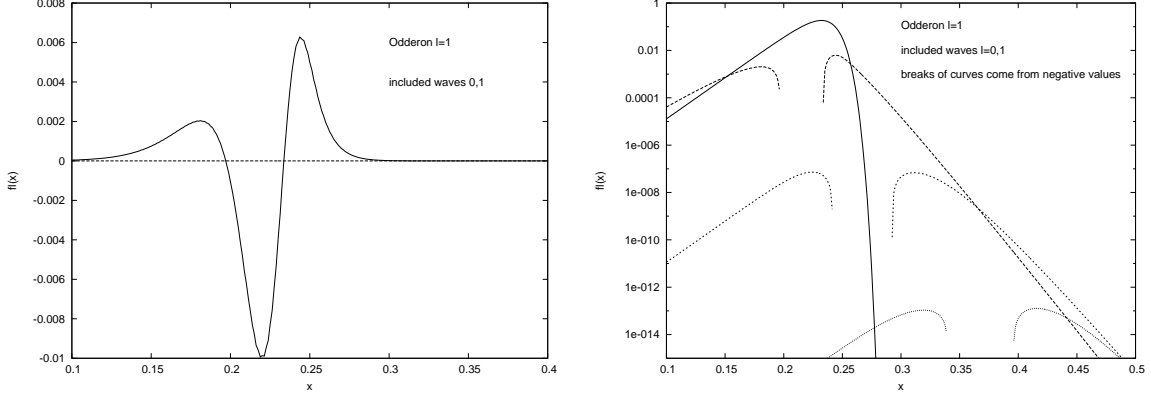 0.008
0.006
0.004
0.002
0
-0.002
-0.004
-0.006
-0.008
-0.01
0.1
0.15
0.2
0.25
0.3
0.35
0.4
x
fl(x)
Odderon l=1
included waves 0,1
1
0.01
0.0001
1e-006
1e-008
1e-010
1e-012
1e-014
0.1
0.15
0.2
0.25
0.3
0.35
0.4
0.45
0.5
x
fl(x)
Odderon l=1
included waves l=0,1
breaks of curves come from negative values